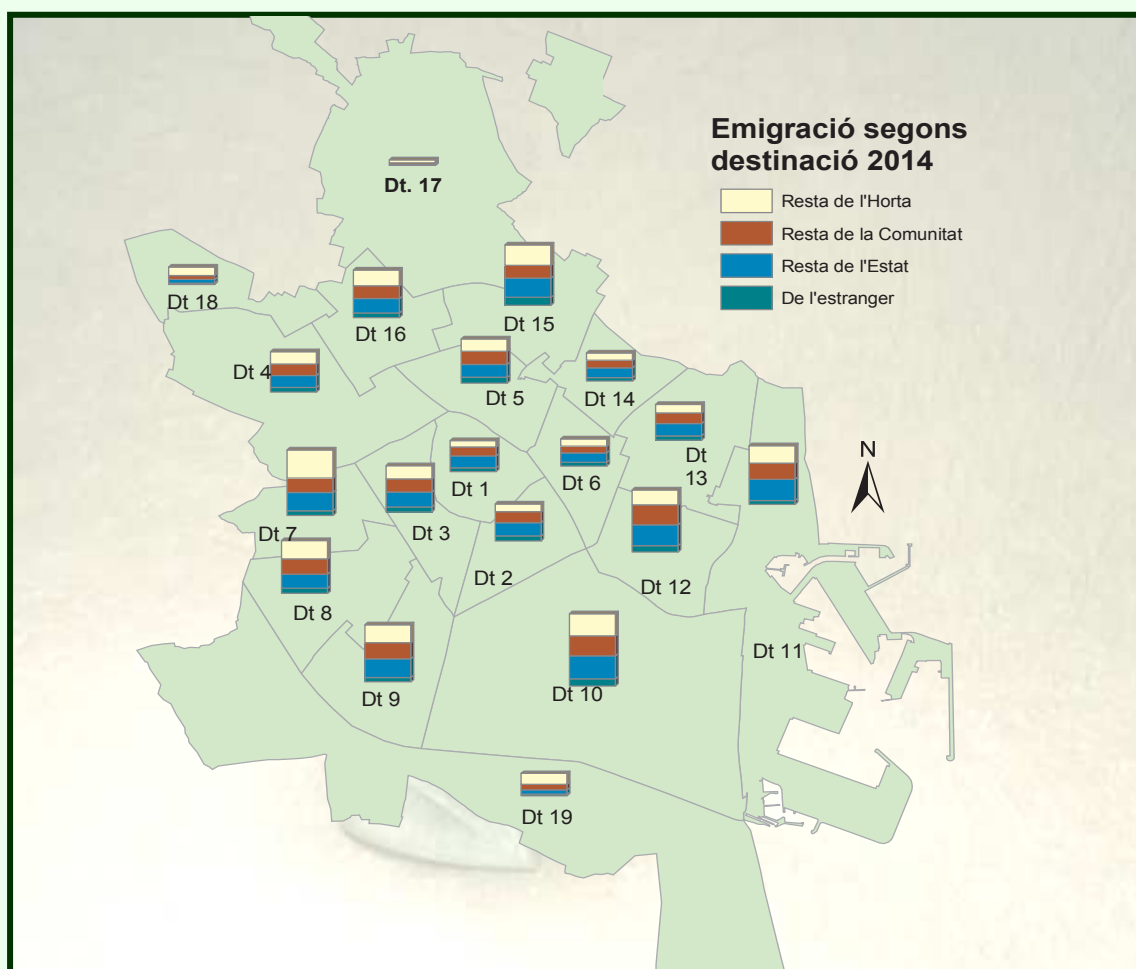 Emigració segons
destinació 2014
Resta de l'Horta
Resta de la Comunitat
Resta de l'Estat
De l'estranger
Dt. 17
Dt 18
Dt 16
Dt 15
Dt 4
Dt 5
Dt 14
Dt 1
Dt 6
Dt
13
N
Dt 7
Dt 3
Dt 2
Dt 12
Dt 8
Dt 11
Dt 9
Dt 10
Dt 19